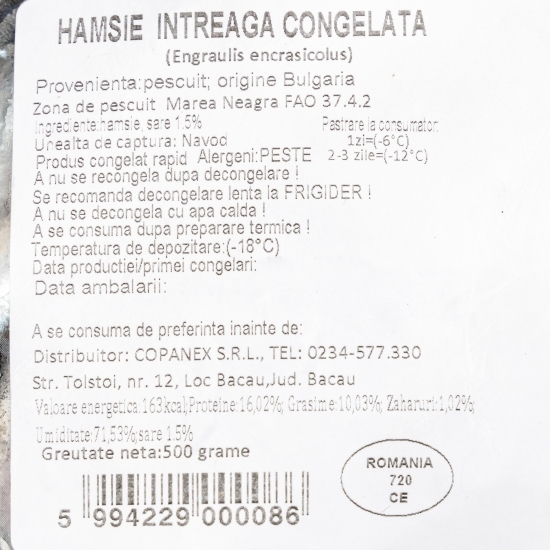 HAMSIE INTREAGA CONGELATA
(Engraulis encrasicolus)
Provenienta:pescuit; origine Bulgaria
Zona de pescuit Marea Neagra FAO 37.4.2
Ingrediente:hamsie, sare 1.5%
Pastrare la consumator:
Unealta de captura: Navod
1zi=(-6°C)
Produs congelat rapid Alergeni:PESTE
2-3 zile=(-12°C)
A nu se recongela dupa decongelare !
Se recomanda decongelare lenta la FRIGIDER !
A nu se decongela cu apa calda !
A se consuma dupa preparare termica !
Temperatura de depozitare:(-18°C)
Data productiei/primei congelari:
Data ambalarii:
A se consuma de preferinta inainte de:
Distribuitor: COPANEX S.R.L., TEL: 0234-577.330
Str. Tolstoi, nr. 12, Loc Bacau,Jud. Bacau
Valoare energetica:163kcal;Proteine:16,02%; Grasime:10,03%; Zaharuri:1,02%;
Umiditate:71,53%;sare 1.5%
Greutate neta:500 grame
5 994229 000086
ROMANIA
720
CE